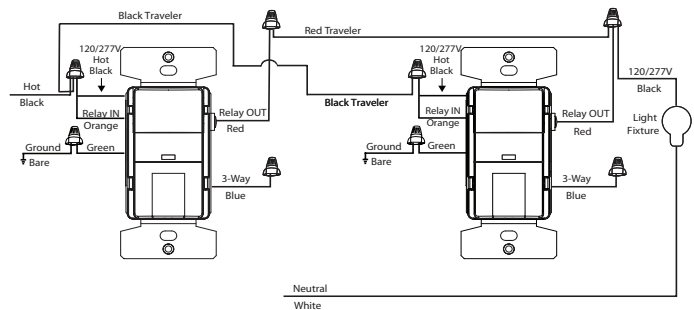 Black Traveler
Red Traveler
120/277V
Hot
Black
120/277V
Hot
Black
120/277V
Black
Hot
Black
Relay IN
Orange
Relay OUT
Red
Black Traveler
Relay IN
Orange
Relay OUT
Red
Light
Fixture
Ground
Bare
Green
Ground
Bare
Green
3-Way
Blue
3-Way
Blue
Neutral
White